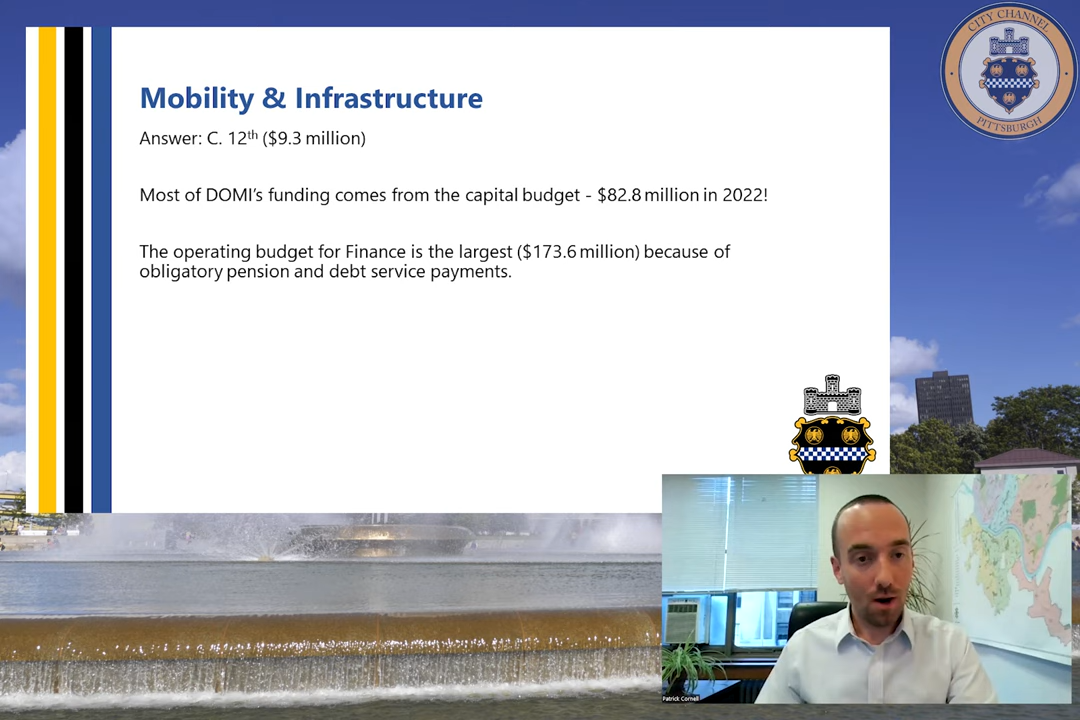 CITY CHANNEL
PITTSBURGH
Mobility & Infrastructure
Answer: C. 12th ($9.3 million)
Most of DOMI’s funding comes from the capital budget - $82.8 million in 2022!
The operating budget for Finance is the largest ($173.6 million) because of
obligatory pension and debt service payments.
Patrick Cornell